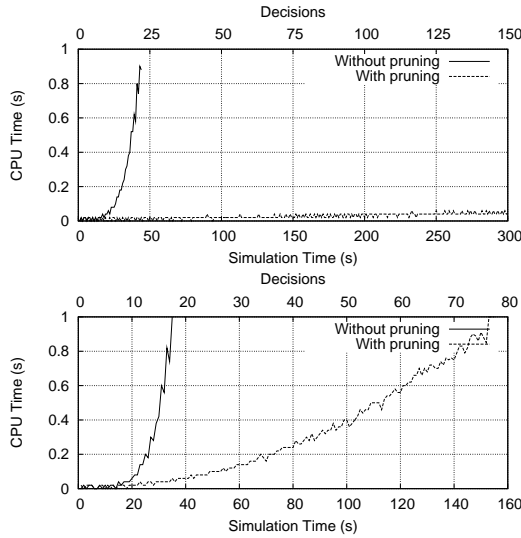 Decisions
0 25 50 75 100 125 150
1
0.8
0.6
0.4
0.2
0
CPU Time (s)
Without pruning
With pruning
0 50 100 150 200 250 300
Simulation Time (s)
Decisions
0 10 20 30 40 50 60 70 80
1
0.8
0.6
0.4
0.2
0
CPU Time (s)
Without pruning
With pruning
0 20 40 60 80 100 120 140 160
Simulation Time (s)